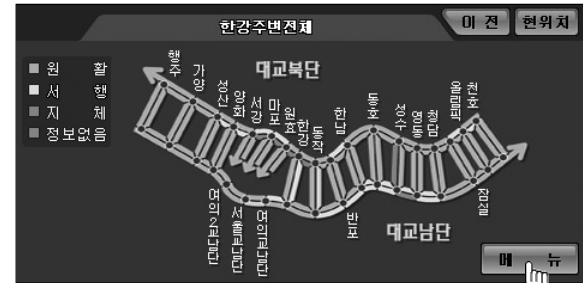 한강주변전체
이 전
현위치
원 활
서 행
지 체
정보없음
대교북단
행주
가양
성산
양화
서강
마포
원효
한강
동작
한남
동호
성수
영동
청담
올림픽
천호
여의2교남단
서울교남단
여의교남단
반포
잠실
대교남단
메 뉴